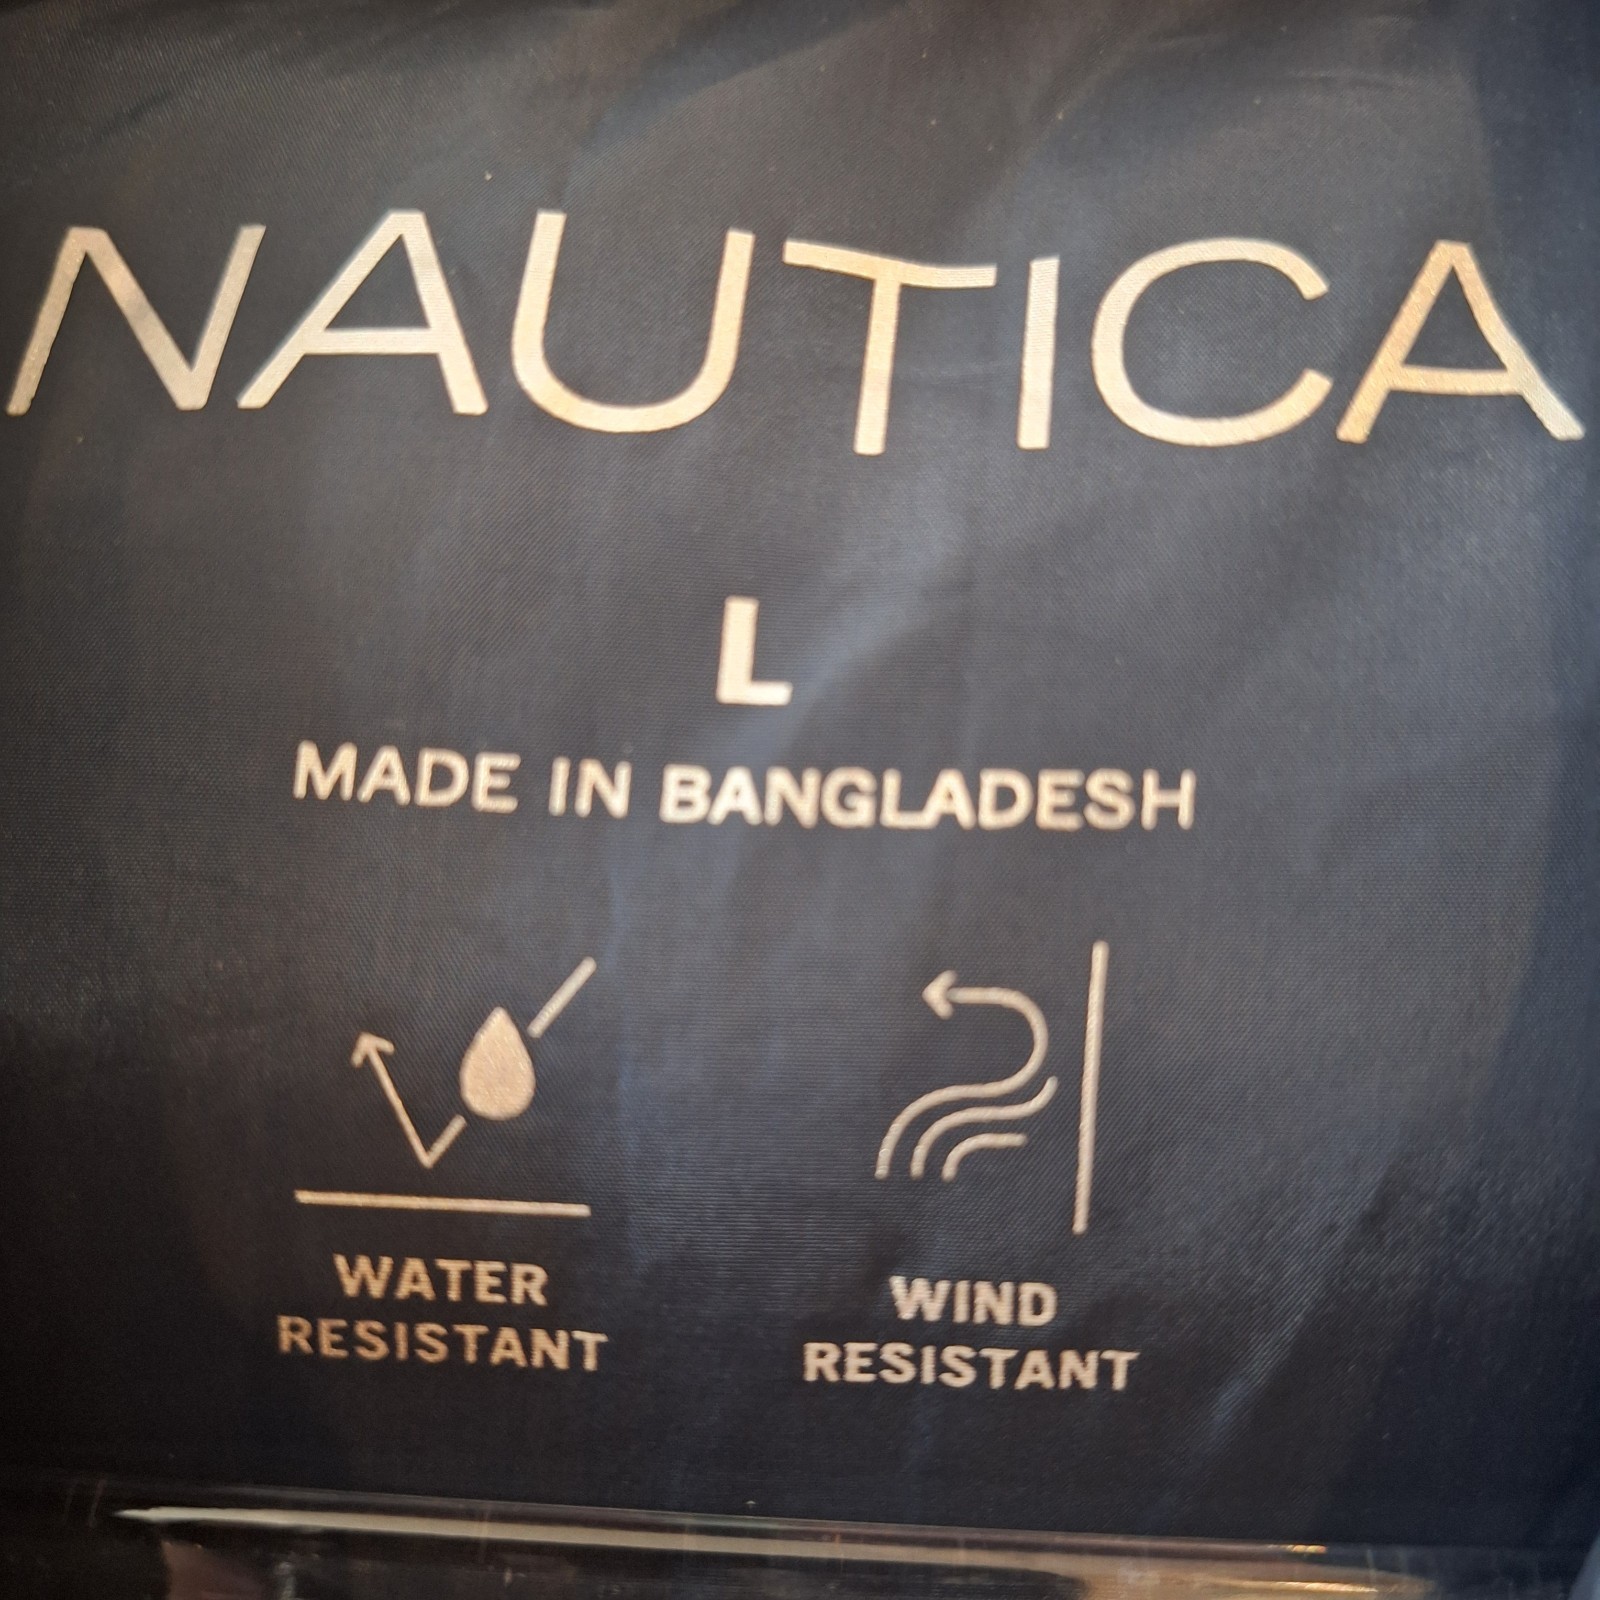 NAUTICA
L
MADE IN BANGLADESH
WATER
RESISTANT
WIND
RESISTANT